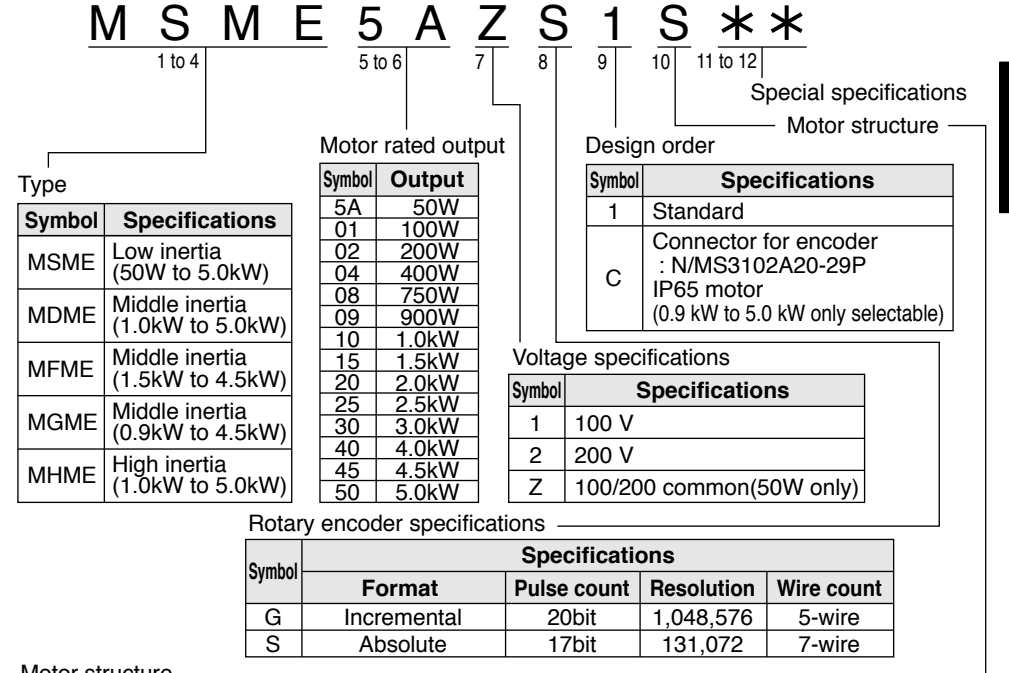 M S M E 5 A Z S 1 S * *
1 to 4 5 to 6 7 8 9 10 11 to 12
Special specifications
Motor structure
Design order
Symbol Specifications
1 Standard
C Connector for encoder
: N/MS3102A20-29P
IP65 motor
(0.9 kW to 5.0 kW only selectable)
Motor rated output
Symbol Output
5A 50W
01 100W
02 200W
04 400W
08 750W
09 900W
10 1.0kW
15 1.5kW
20 2.0kW
25 2.5kW
30 3.0kW
40 4.0kW
45 4.5kW
50 5.0kW
Type
Symbol Specifications
MSME Low inertia
(50W to 5.0kW)
MDME Middle inertia
(1.0kW to 5.0kW)
MFME Middle inertia
(1.5kW to 4.5kW)
MGME Middle inertia
(0.9kW to 4.5kW)
MHME High inertia
(1.0kW to 5.0kW)
Voltage specifications
Symbol Specifications
1 100 V
2 200 V
Z 100/200 common(50W only)
Rotary encoder specifications
Symbol Specifications
Format Pulse count Resolution Wire count
G Incremental 20bit 1,048,576 5-wire
S Absolute 17bit 131,072 7-wire
Motor structure